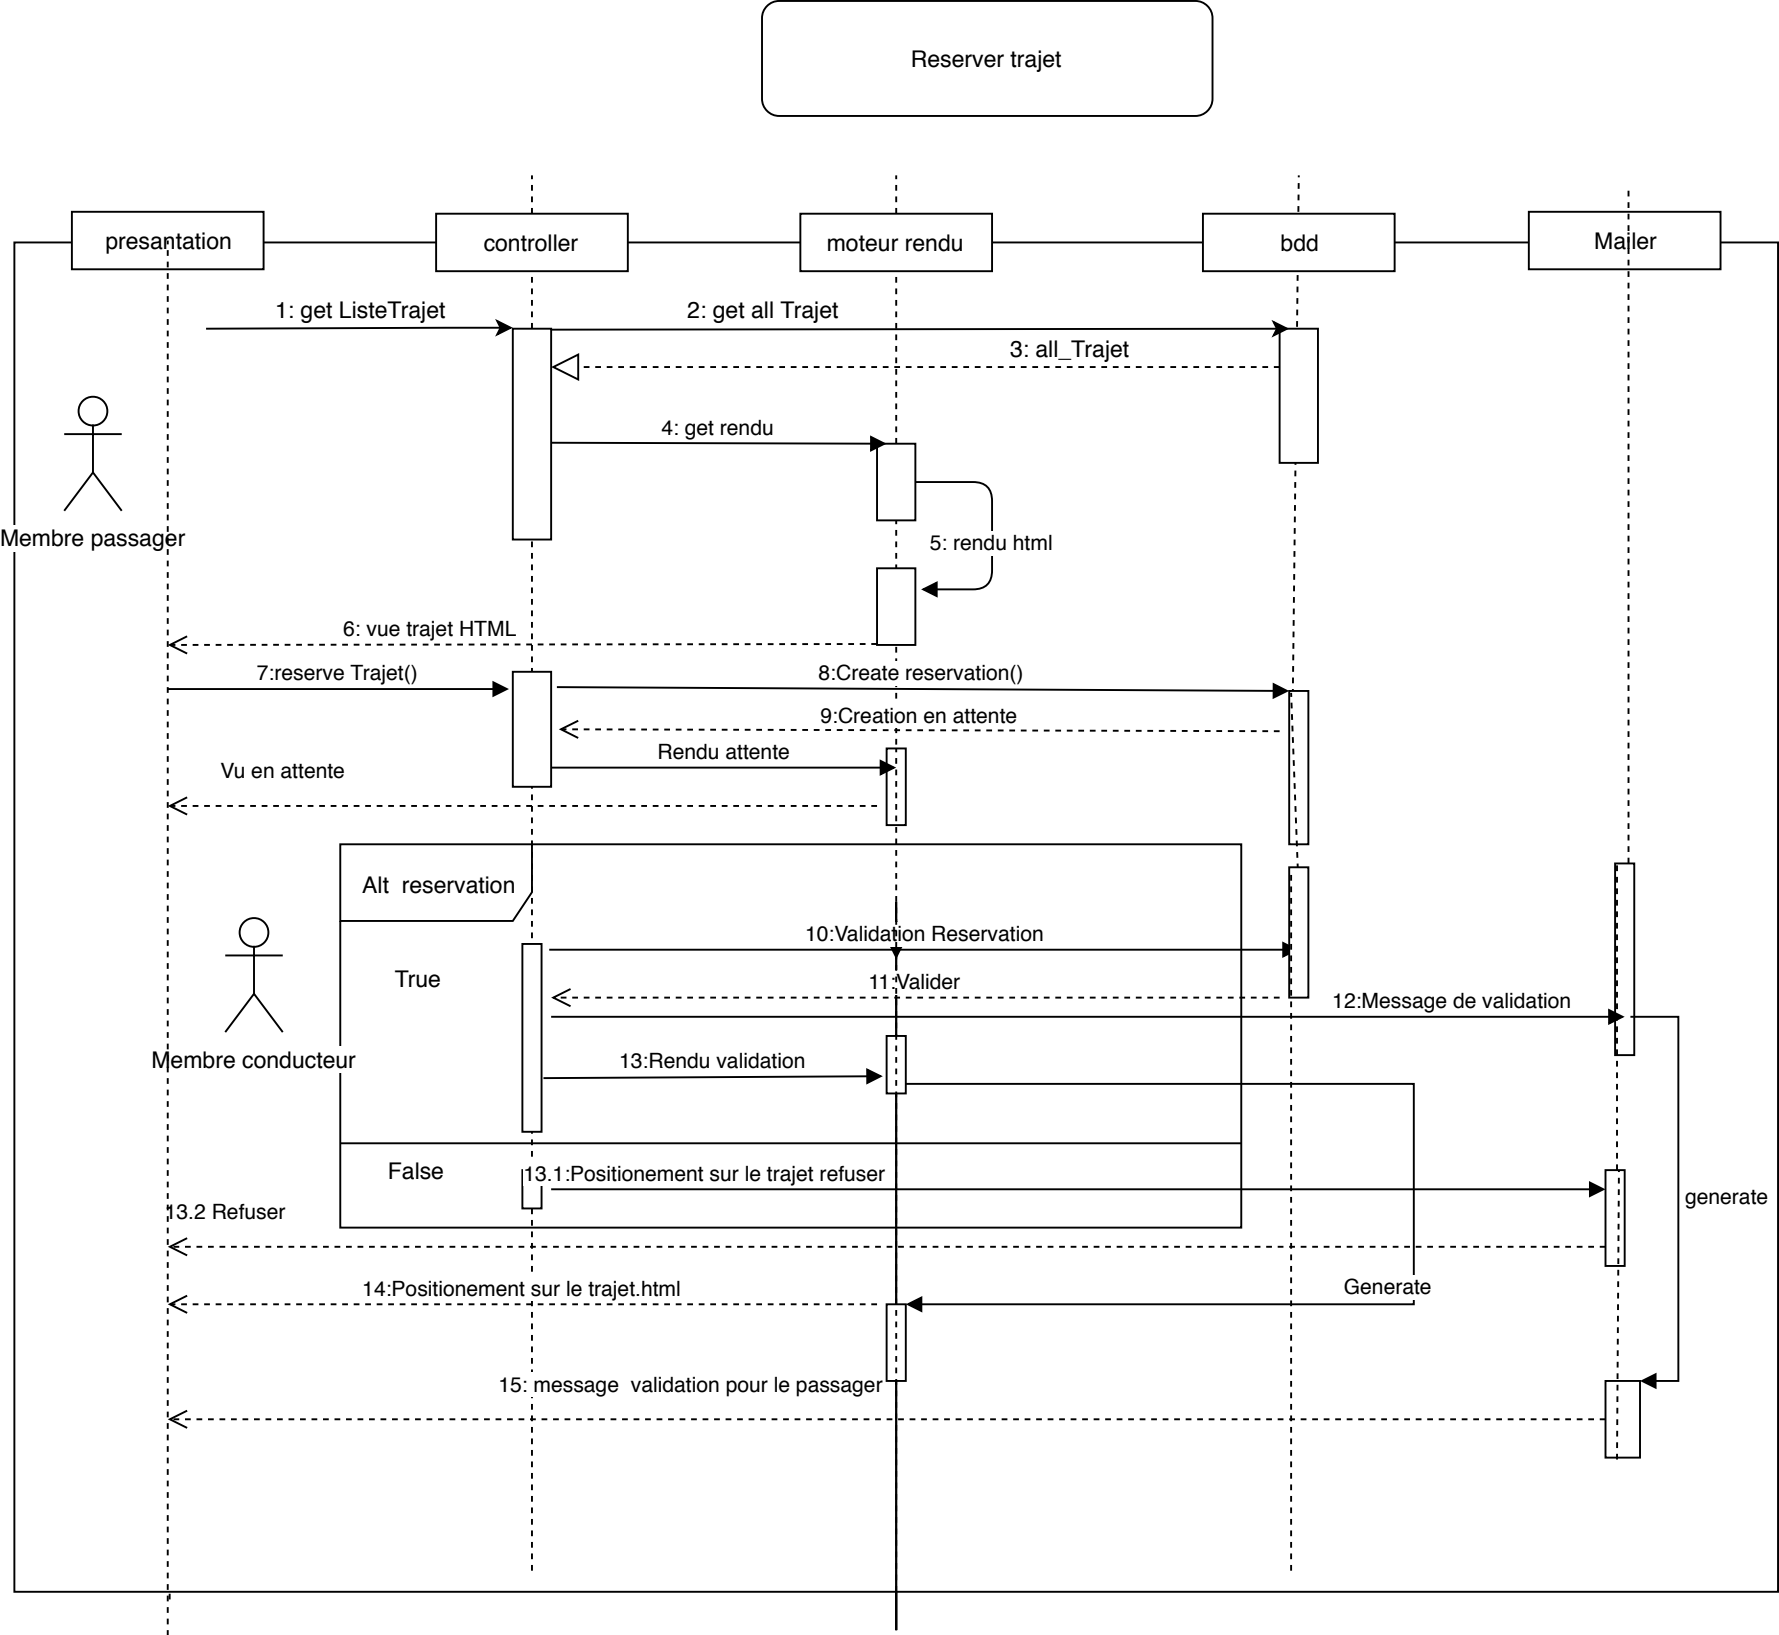 Reserver trajet
presantation
controller
moteur rendu
bdd
Mailer
1: get ListeTrajet
2: get all Trajet
3: all_Trajet
4: get rendu
Membre passager
5: rendu html
6: vue trajet HTML
7:reserve Trajet()
8:Create reservation()
9:Creation en attente
Rendu attente
Vu en attente
Alt  reservation
10:Validation Reservation
True
11:Valider
12:Message de validation
Membre conducteur
13:Rendu validation
False
13.1:Positionement sur le trajet refuser
generate
13.2 Refuser
14:Positionement sur le trajet.html
Generate
15: message  validation pour le passager